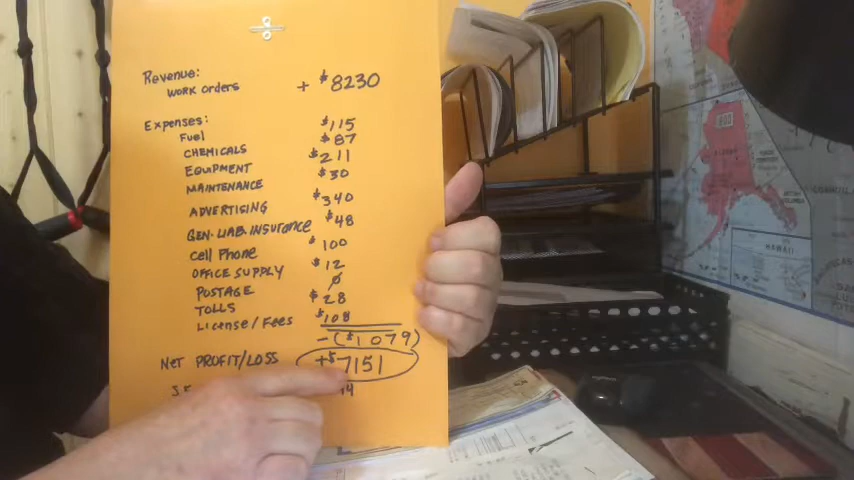 Revenue:
WORK orders + $8230
Expenses:
Fuel $115
CHEMICALS $87
EQUIPMENT $211
MAINTENANCE $30
ADVERTISING $340
GEN. LIAB. INSURANCE $48
Cell Phone $100
OFFICE SUPPLY $12
POSTAGE Ø
TOLLS $28
License/Fees $108
- ($1079)
NET PROFIT/LOSS +$7151
HAWAII